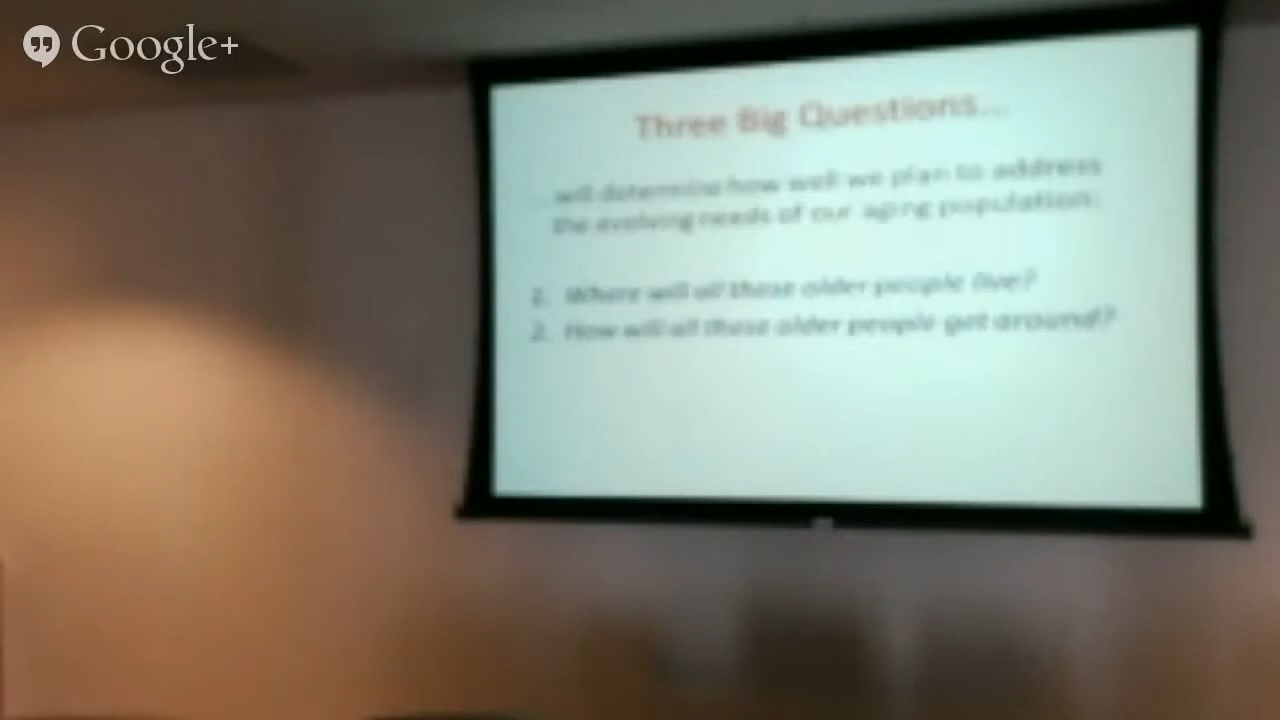 Google+
Three Big Questions...
...will determine how well we plan to address
the evolving needs of our aging population:
1. Where will all these older people live?
2. How will all these older people get around?